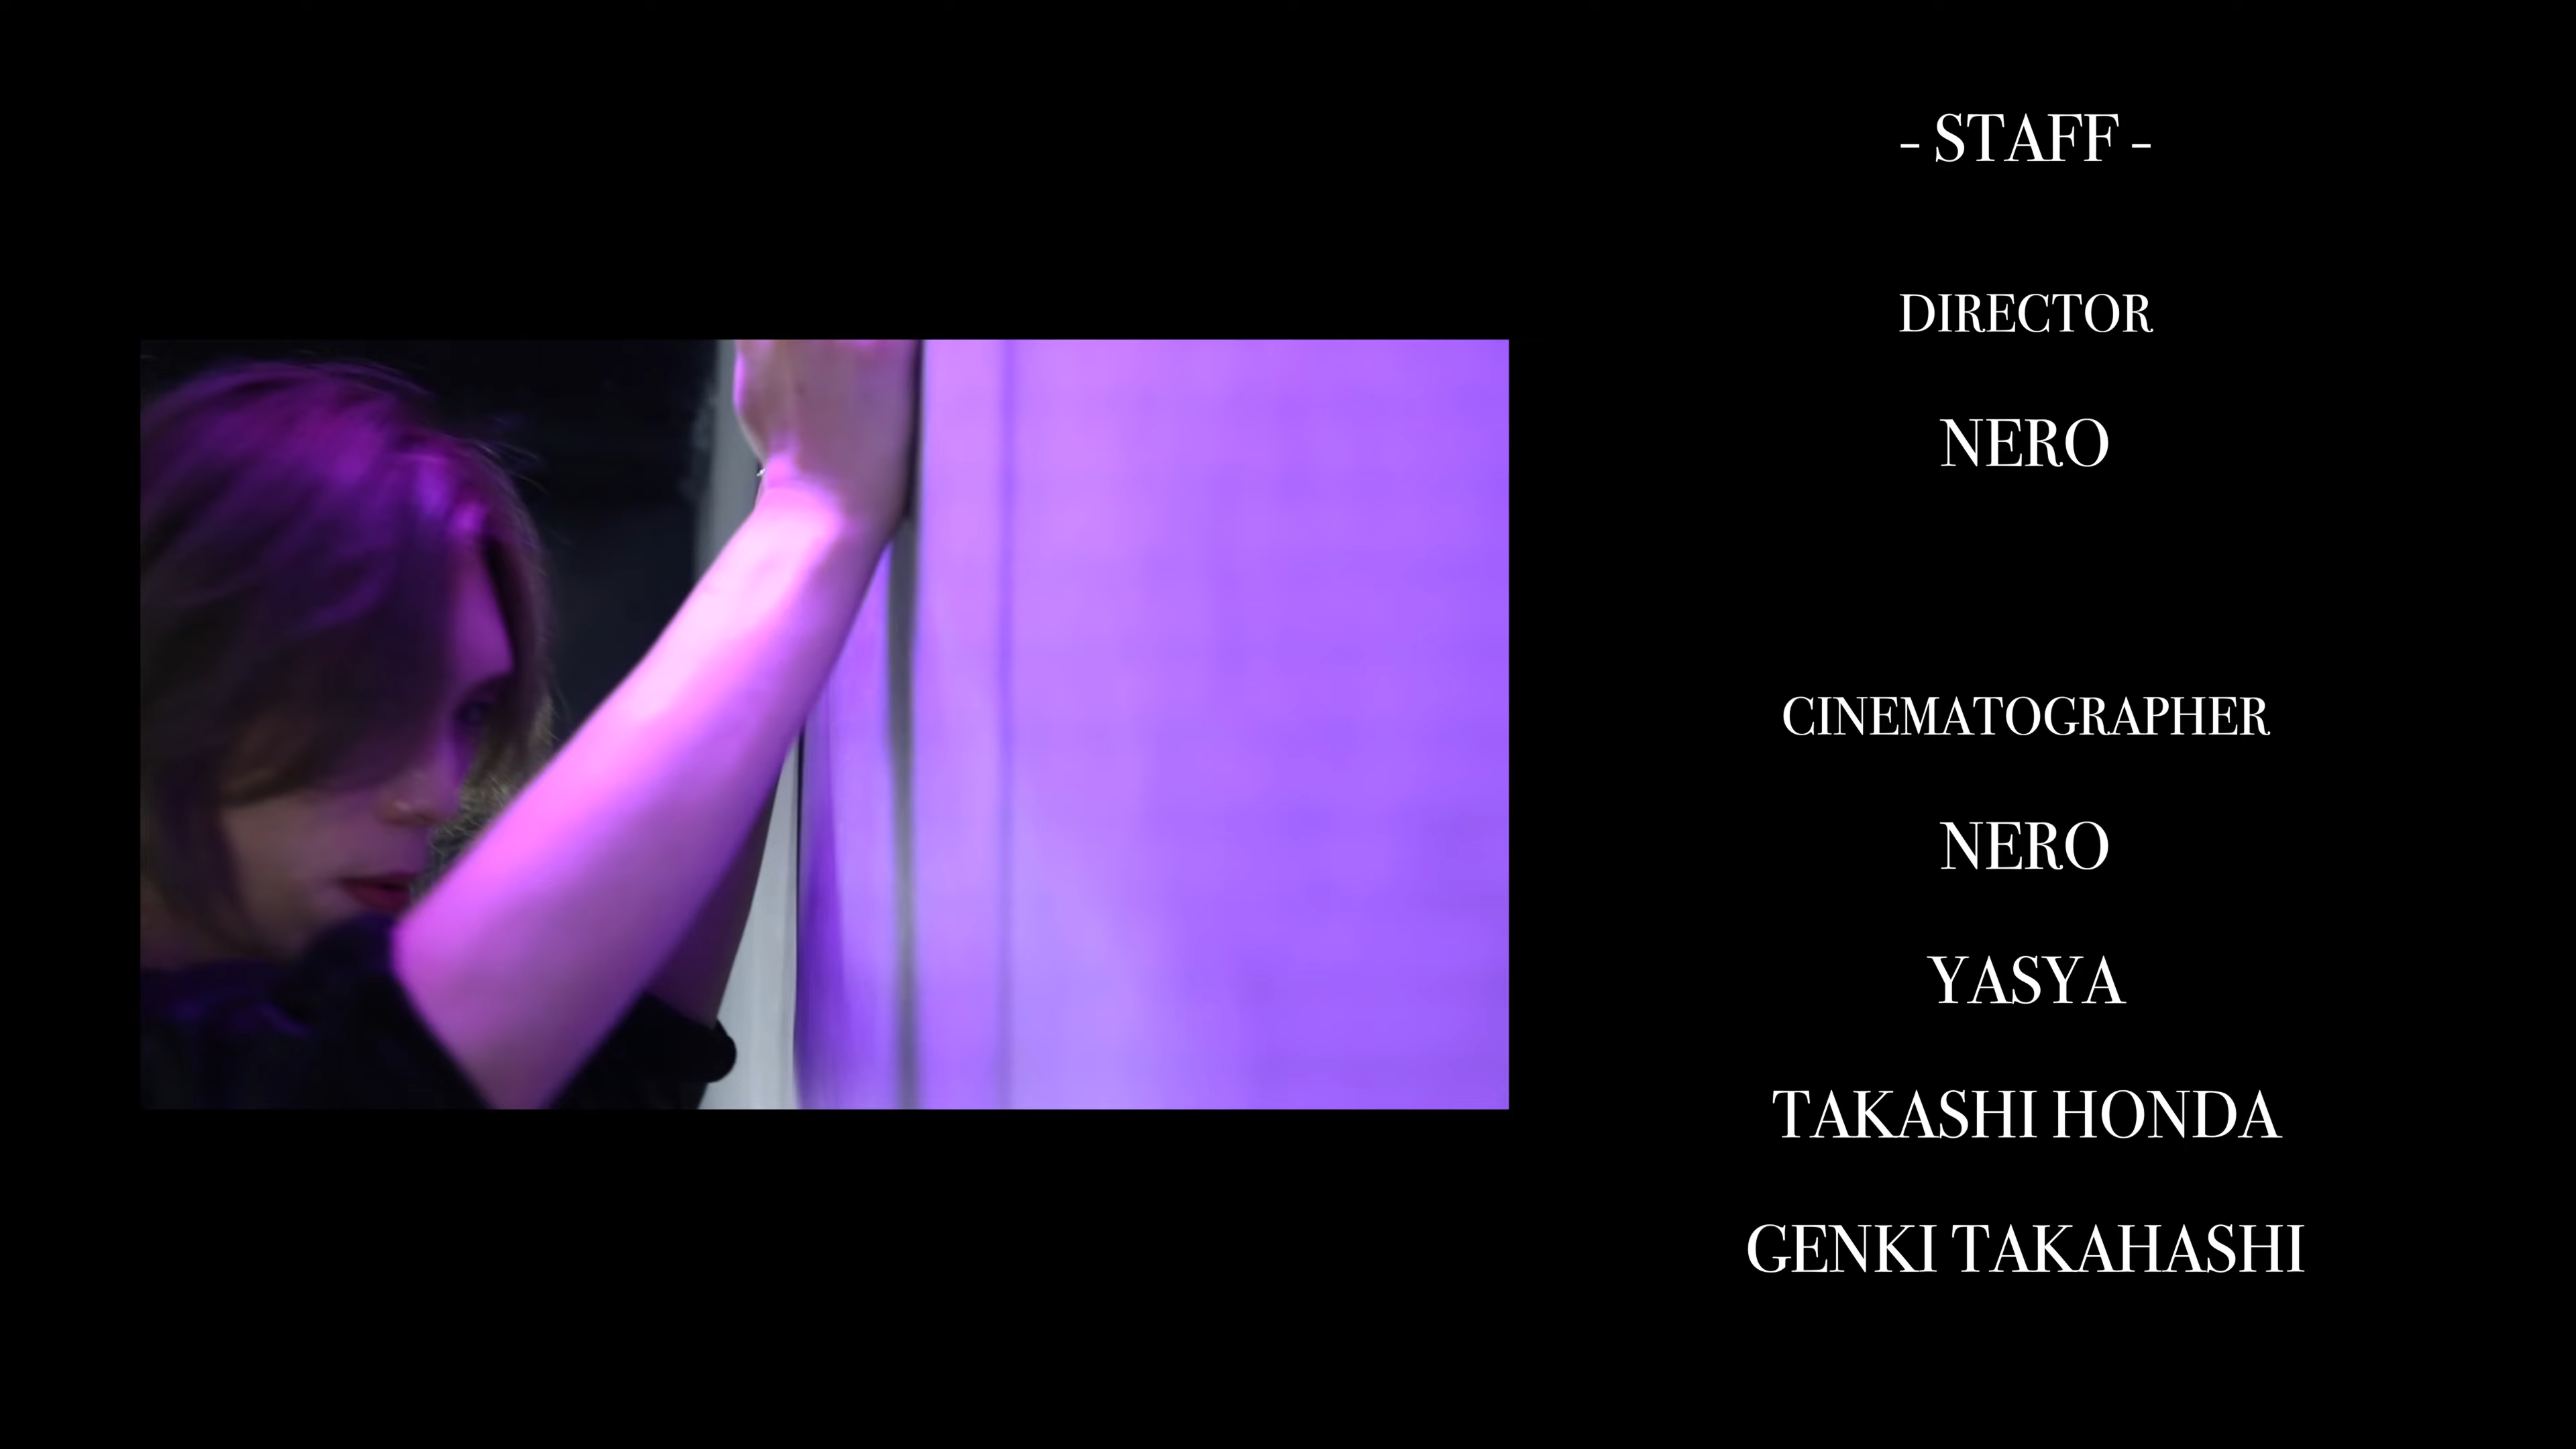 - STAFF -
DIRECTOR
NERO
CINEMATOGRAPHER
NERO
YASYA
TAKASHI HONDA
GENKI TAKAHASHI